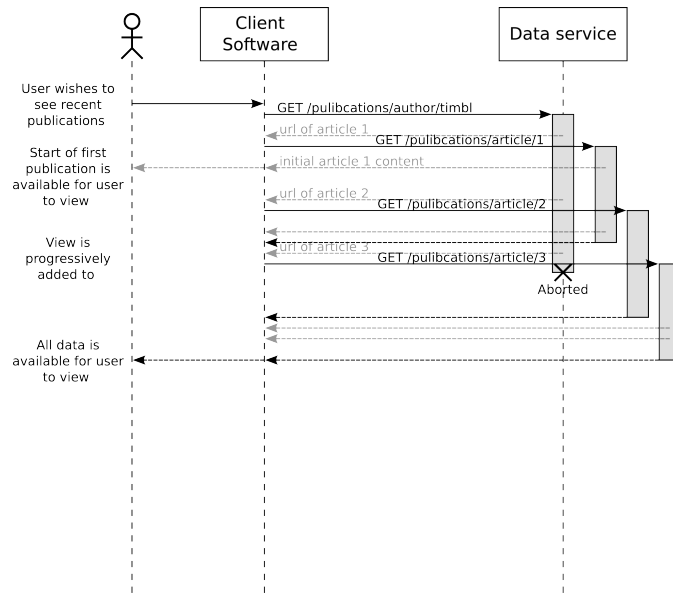 Client
Software
Data service
User wishes to
see recent
publications
GET /pulibcations/author/timbl
url of article 1
GET /pulibcations/article/1
Start of first
publication is
available for user
to view
initial article 1 content
url of article 2
GET /pulibcations/article/2
View is
progressively
added to
url of article 3
GET /pulibcations/article/3
Aborted
All data is
available for user
to view